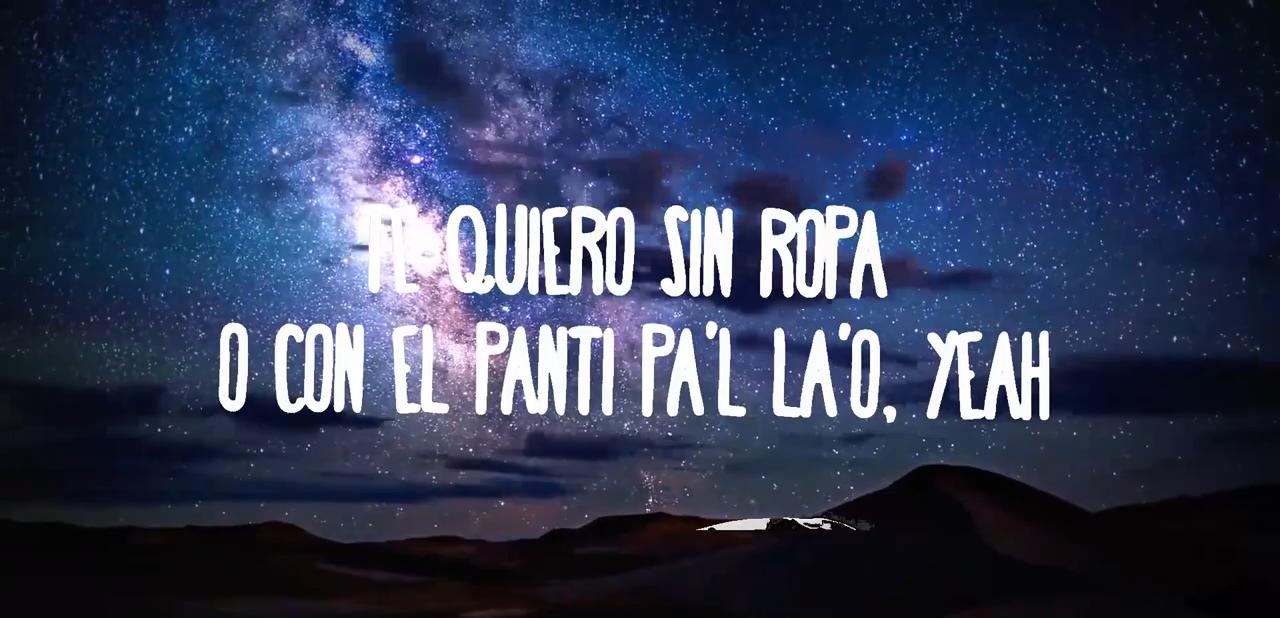 TE QUIERO SIN ROPA
O CON EL PANTI PA'L LA'O, YEAH